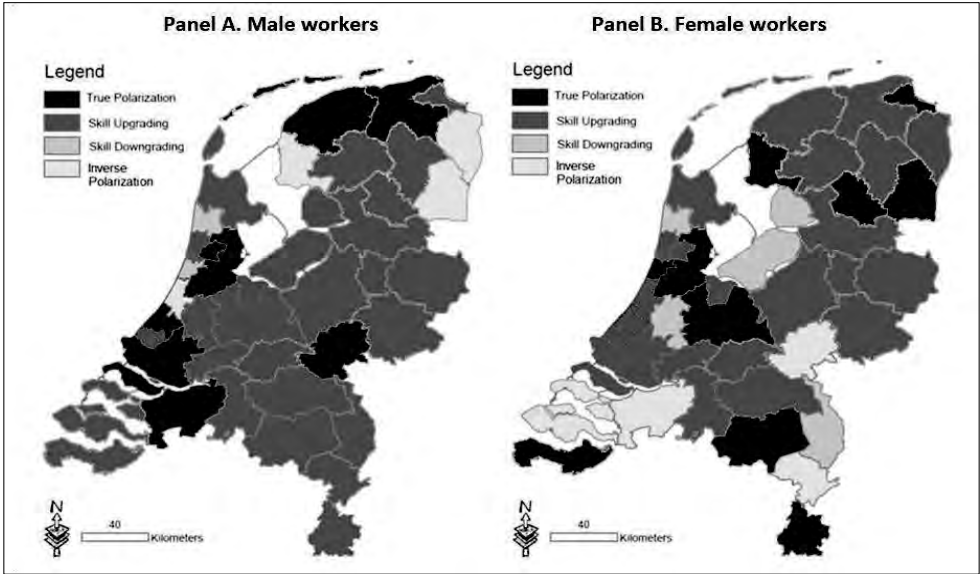 Panel A. Male workers
Legend
True Polarization
Skill Upgrading
Skill Downgrading
Inverse
Polarization
N
40
Kilometers
Panel B. Female workers
Legend
True Polarization
Skill Upgrading
Skill Downgrading
Inverse
Polarization
N
40
Kilometers